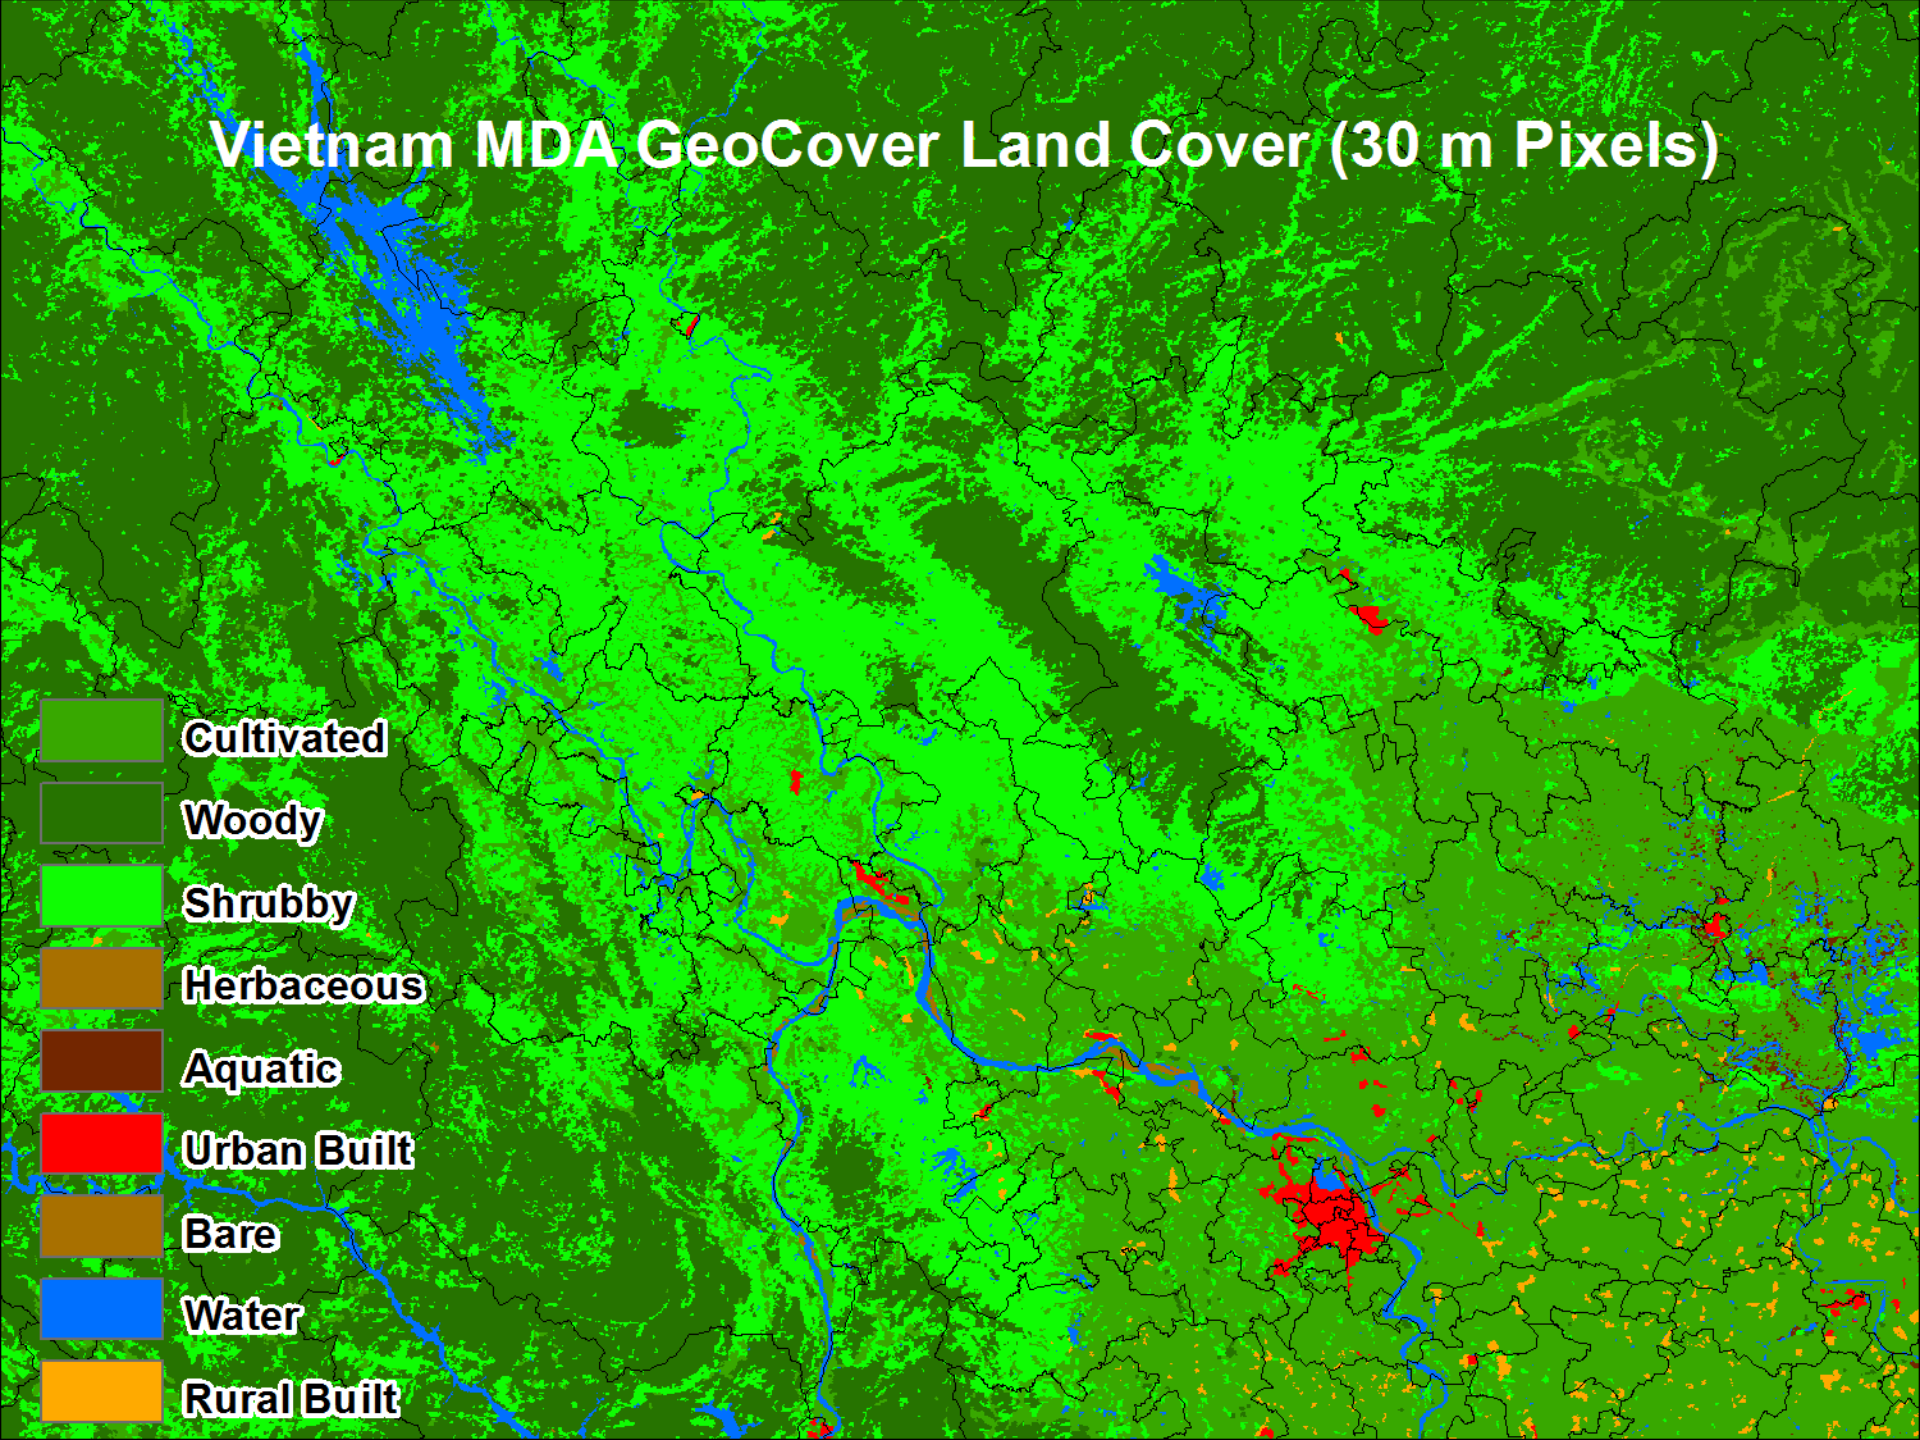 Vietnam MDA GeoCover Land Cover (30 m Pixels)
Cultivated
Woody
Shrubby
Herbaceous
Aquatic
Urban Built
Bare
Water
Rural Built